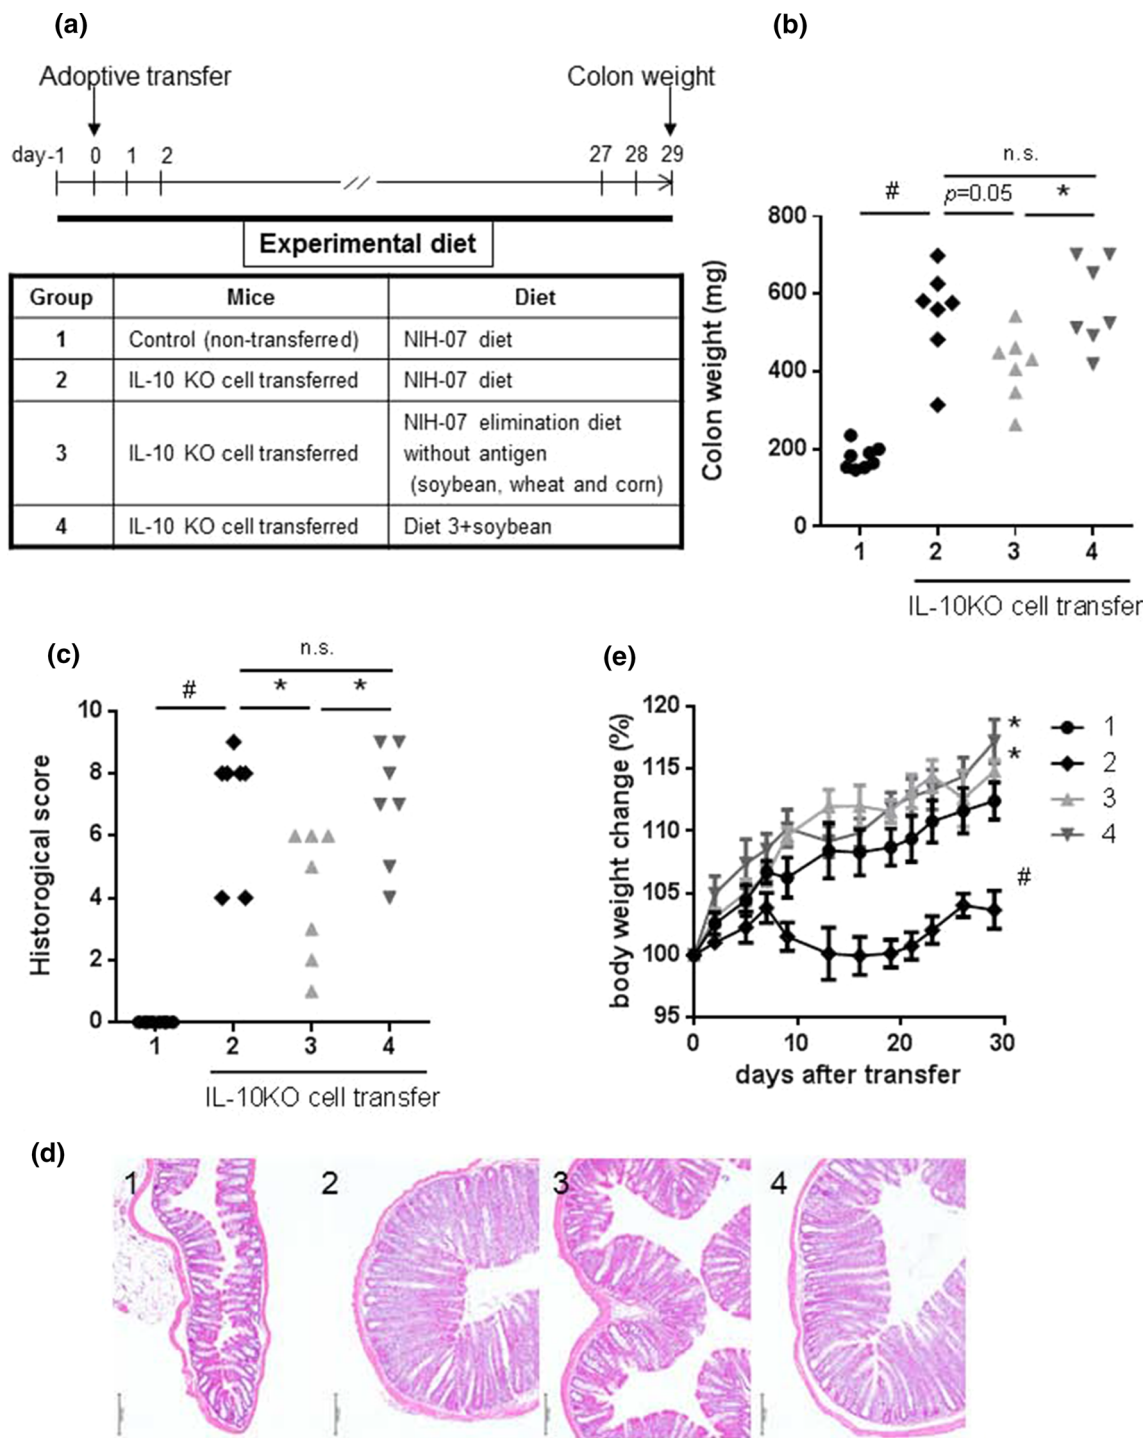 (a)
Adoptive transfer
Colon weight
day-1 0 1 2 27 28 29
Experimental diet
Group Mice Diet
1 Control (non-transferred) NIH-07 diet
2 IL-10 KO cell transferred NIH-07 diet
3 IL-10 KO cell transferred NIH-07 elimination diet
without antigen
(soybean, wheat and corn)
4 IL-10 KO cell transferred Diet 3+soybean
(b)
n.s.
# p=0.05 *
Colon weight (mg)
800
600
400
200
0
1 2 3 4
IL-10KO cell transfer
(c)
n.s.
# * *
Historogical score
10
8
6
4
2
0
1 2 3 4
IL-10KO cell transfer
(e)
body weight change (%)
120
115
110
105
100
95
0 10 20 30
days after transfer
*
*
#
1
2
3
4
(d)
1 2 3 4